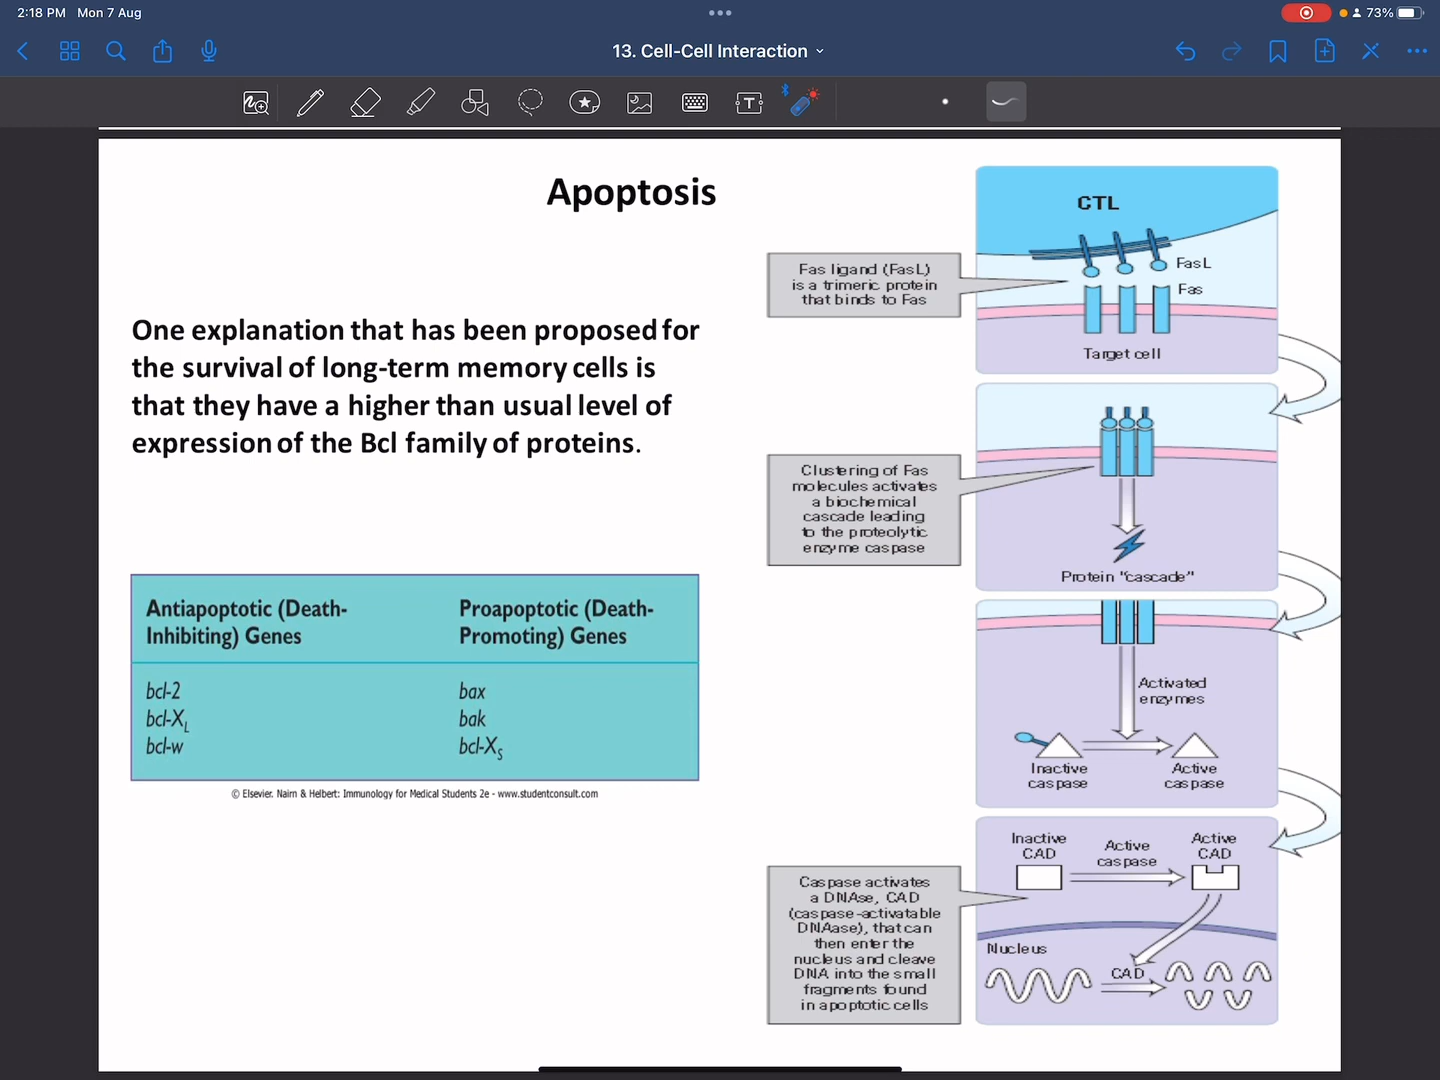 2:18 PM Mon 7 Aug
73%
13. Cell-Cell Interaction
T
Apoptosis
One explanation that has been proposed for
the survival of long-term memory cells is
that they have a higher than usual level of
expression of the Bcl family of proteins.
Antiapoptotic (Death-
Inhibiting) Genes
Proapoptotic (Death-
Promoting) Genes
bcl-2
bax
bcl-XL
bak
bcl-w
bcl-XS
© Elsevier. Nairn & Helbert: Immunology for Medical Students 2e - www.studentconsult.com
CTL
Fas ligand (FasL)
is a trimeric protein
that binds to Fas
FasL
Fas
Target cell
Clustering of Fas
molecules activates
a biochemical
cascade leading
to the proteolytic
enzyme caspase
Protein "cascade"
Activated
enzymes
Inactive
caspase
Active
caspase
Inactive
CAD
Active
caspase
Active
CAD
Caspase activates
a DNAse, CAD
(caspase-activatable
DNAase), that can
then enter the
nucleus and cleave
DNA into the small
fragments found
in apoptotic cells
Nucleus
CAD